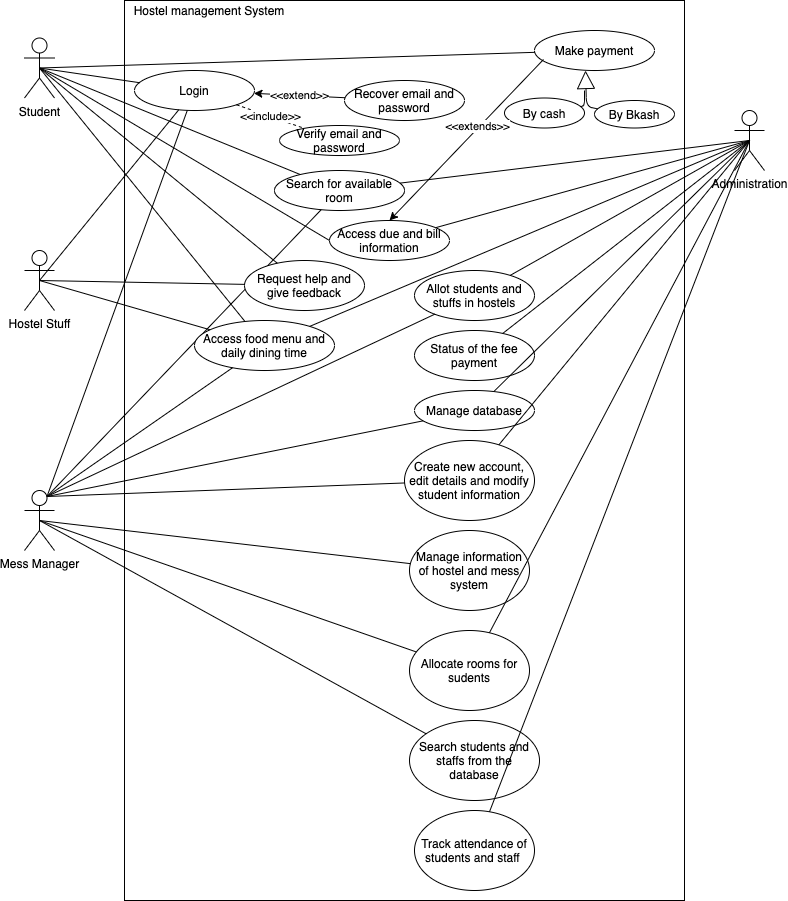 Hostel management System
Student
Make payment
Login
<<extend>>
Recover email and
password
By cash
By Bkash
<<include>>
Verify email and
password
<<extends>>
Administration
Search for available
room
Access due and bill
information
Hostel Stuff
Request help and
give feedback
Allot students and
stuffs in hostels
Access food menu and
daily dining time
Status of the fee
payment
Manage database
Create new account,
edit details and modify
student information
Mess Manager
Manage information
of hostel and mess
system
Allocate rooms for
sudents
Search students and
staffs from the
database
Track attendance of
students and staff